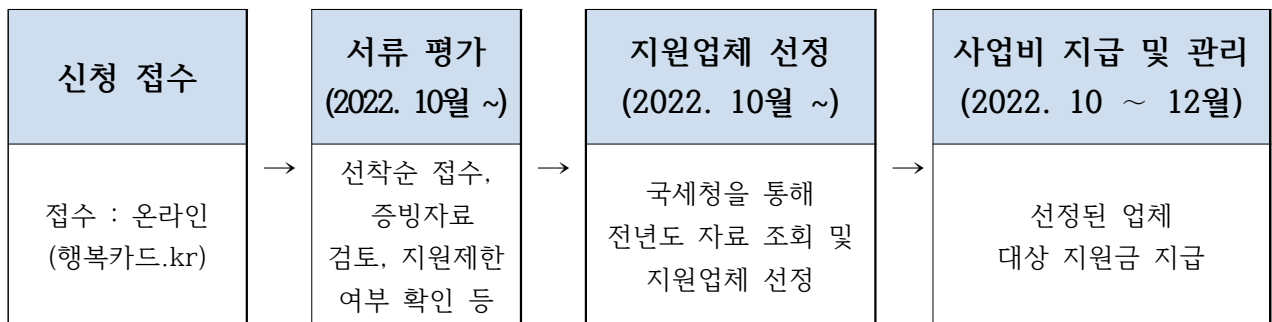 신청 접수
서류 평가
(2022. 10월 ~)
지원업체 선정
(2022. 10월 ~)
사업비 지급 및 관리
(2022. 10 ~ 12월)
접수 : 온라인
(행복카드.kr)
→
선착순 접수,
증빙자료
검토, 지원제한
여부 확인 등
→
국세청을 통해
전년도 자료 조회 및
지원업체 선정
→
선정된 업체
대상 지원금 지급